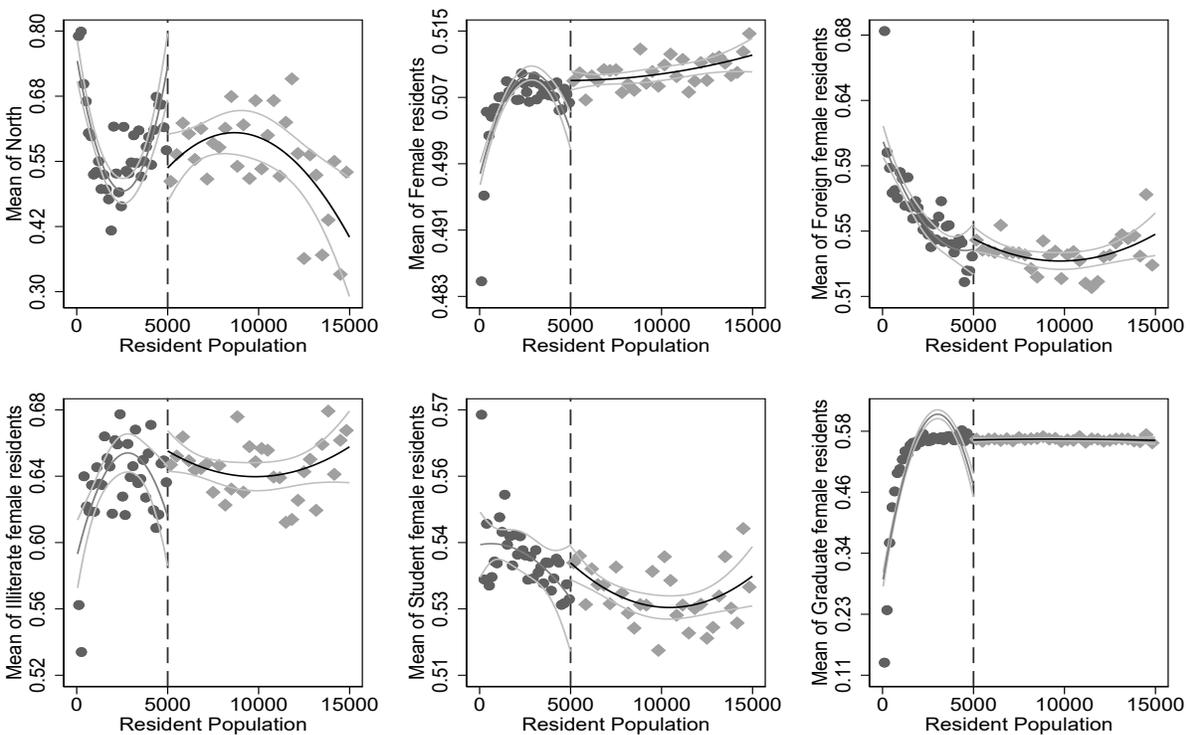 Mean of North
0.80
0.68
0.55
0.42
0.30
0 5000 10000 15000
Resident Population
Mean of Female residents
0.515
0.507
0.499
0.491
0.483
0 5000 10000 15000
Resident Population
Mean of Foreign female residents
0.68
0.64
0.59
0.55
0.51
0 5000 10000 15000
Resident Population
Mean of Illiterate female residents
0.68
0.64
0.60
0.56
0.52
0 5000 10000 15000
Resident Population
Mean of Student female residents
0.57
0.56
0.54
0.53
0.51
0 5000 10000 15000
Resident Population
Mean of Graduate female residents
0.58
0.46
0.34
0.23
0.11
0 5000 10000 15000
Resident Population